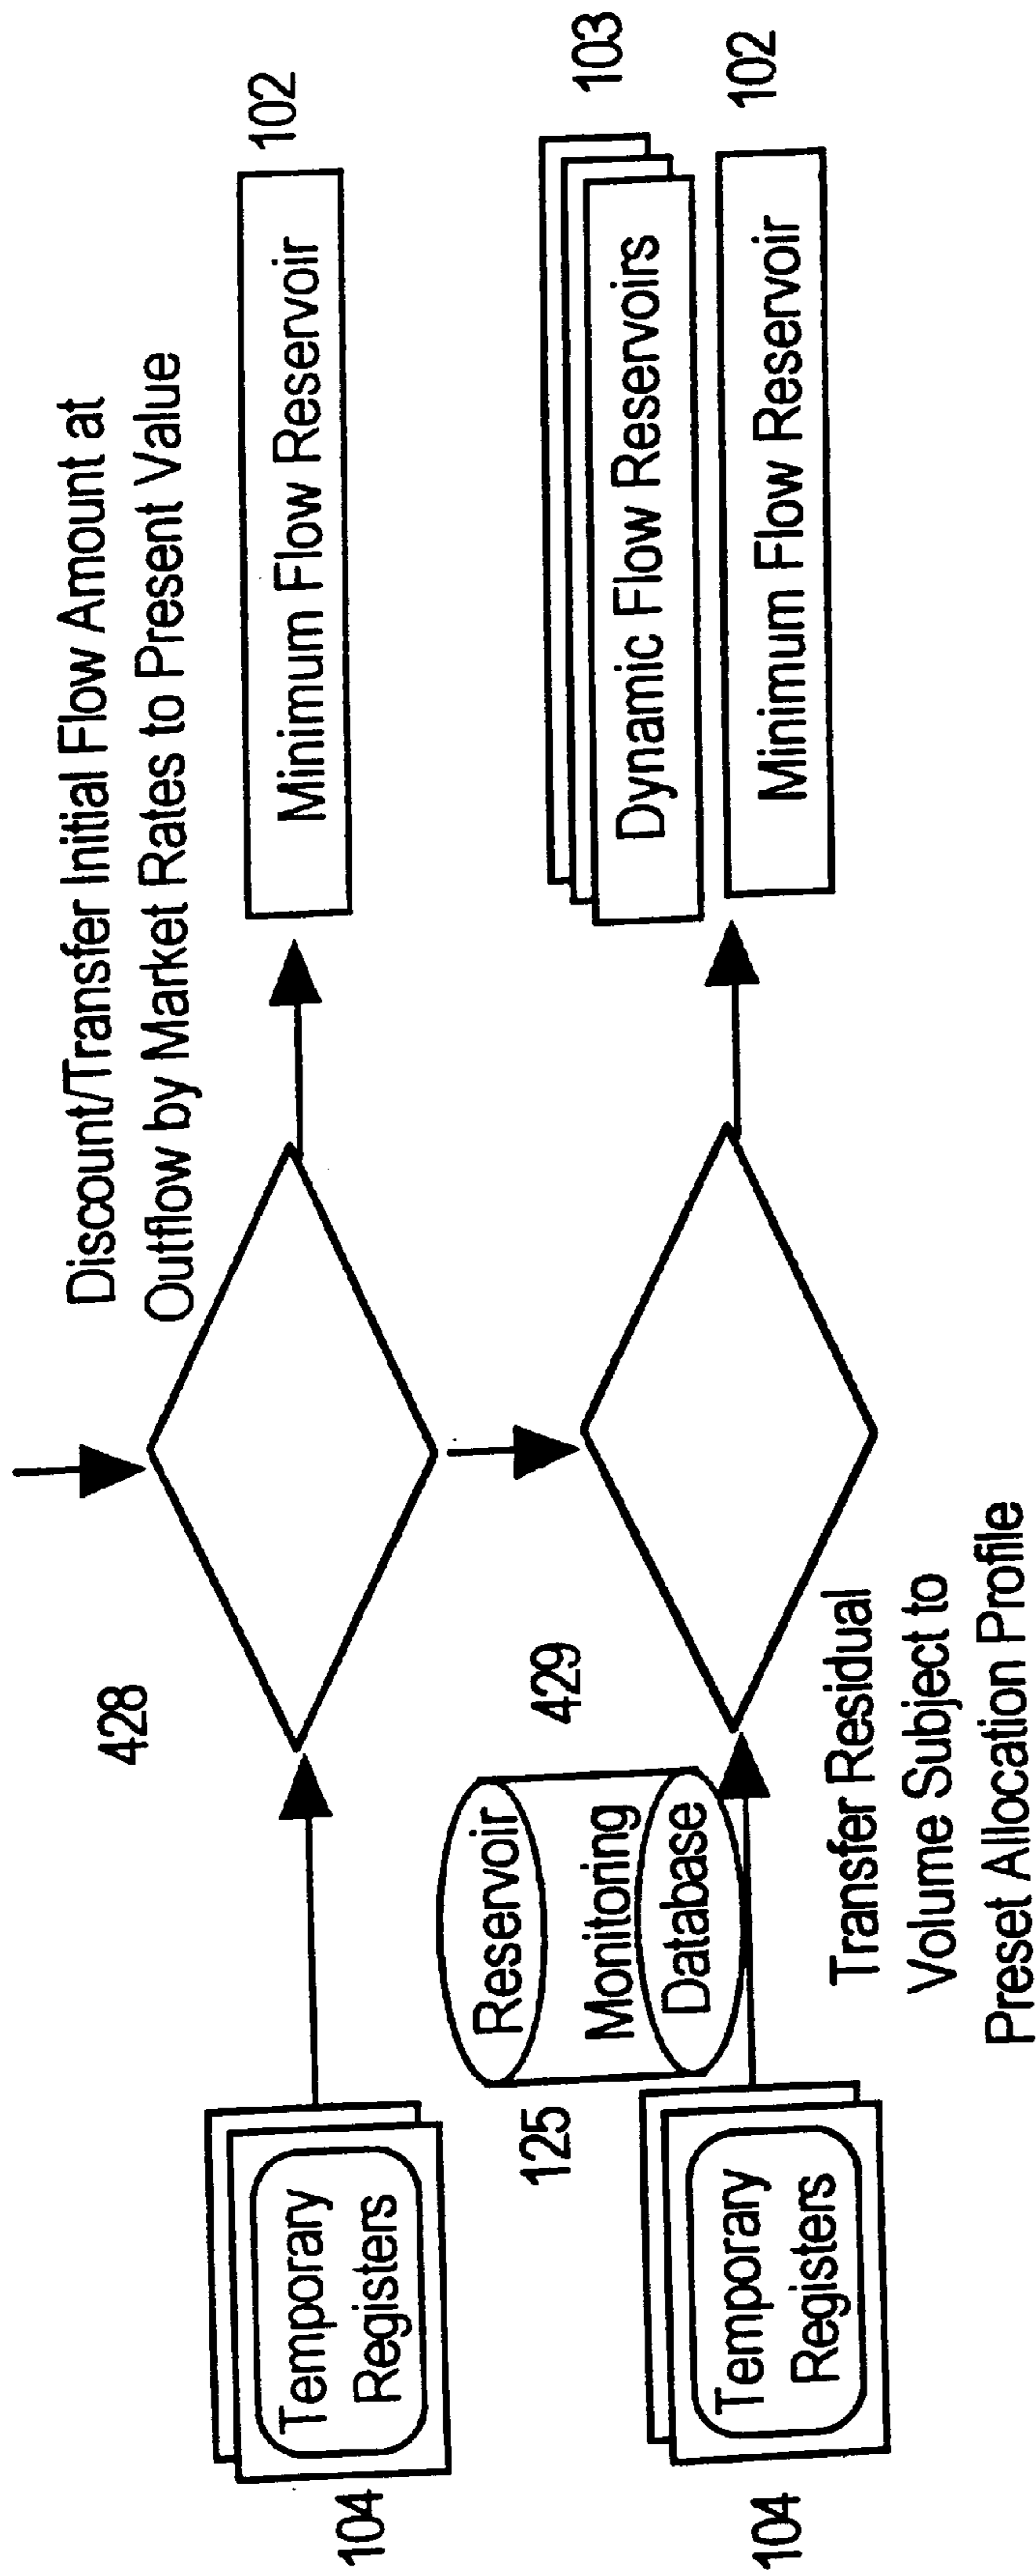 Discount/Transfer Initial Flow Amount at
Outflow by Market Rates to Present Value
428
102
Temporary
Registers
104
Minimum Flow Reservoir
429
103
Reservoir
Monitoring
Database
125
Dynamic Flow Reservoirs
102
Temporary
Registers
104
Minimum Flow Reservoir
Transfer Residual
Volume Subject to
Preset Allocation Profile